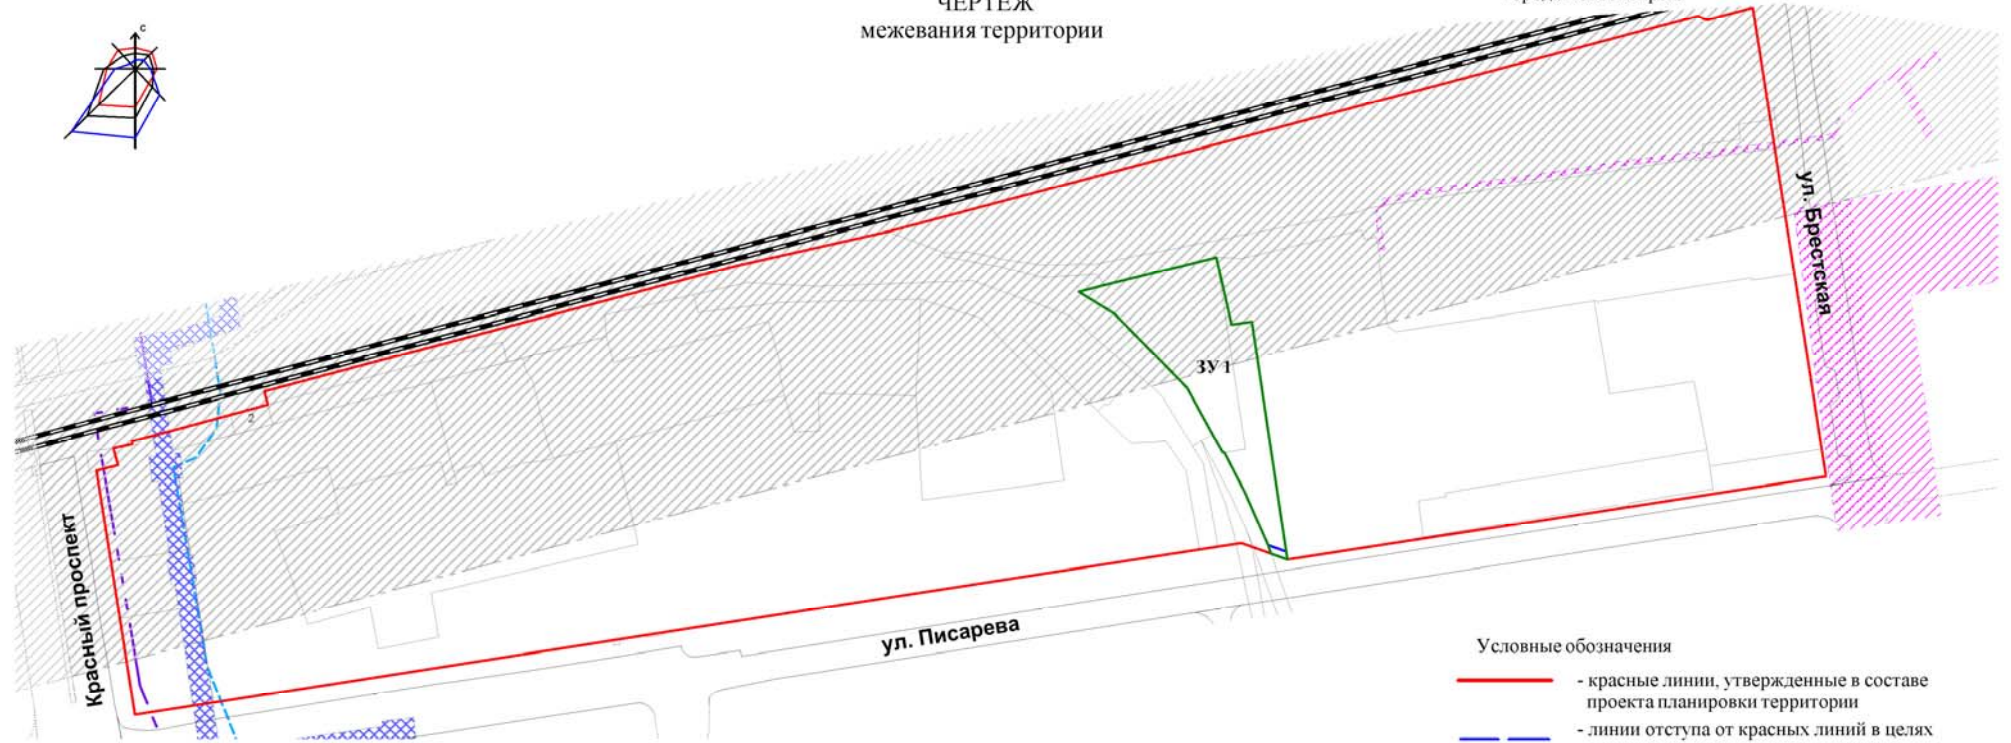 ЧЕРТЕЖ
межевания территории
с
ул. Брестская
ЗУ 1
2
Красный проспект
ул. Писарева
Условные обозначения
- красные линии, утвержденные в составе
проекта планировки территории
- линии отступа от красных линий в целях